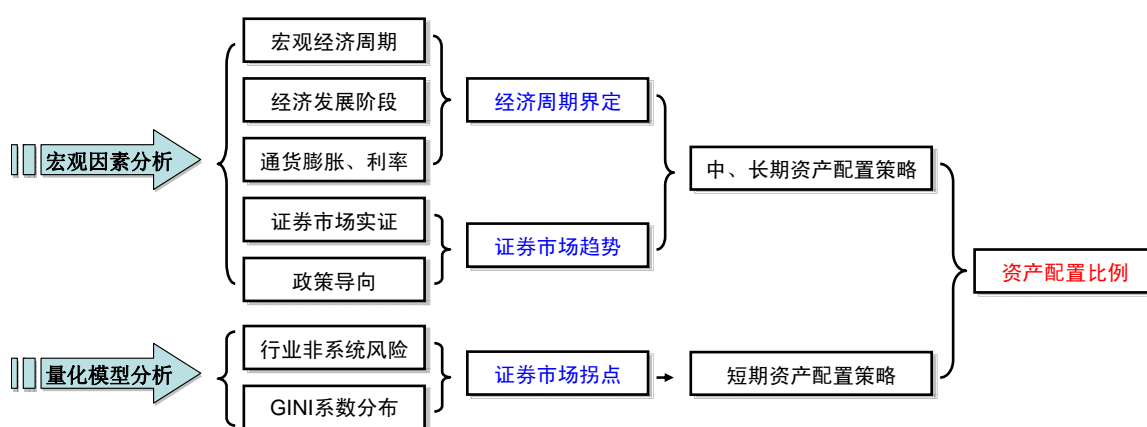 宏观因素分析
宏观经济周期
经济发展阶段
通货膨胀、利率
证券市场实证
政策导向
经济周期界定
证券市场趋势
中、长期资产配置策略
量化模型分析
行业非系统风险
GINI系数分布
证券市场拐点
短期资产配置策略
资产配置比例